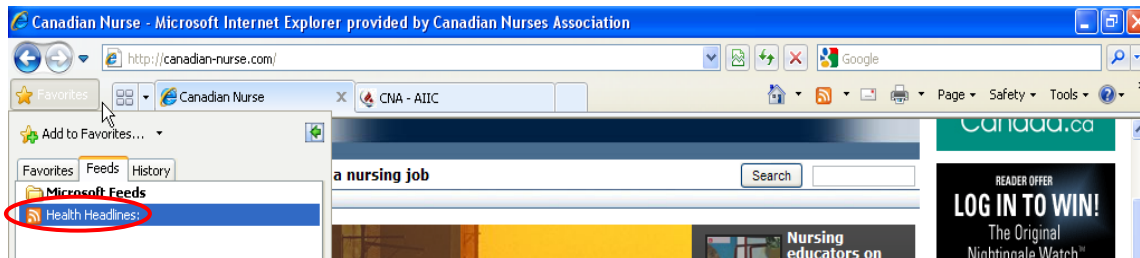 Canadian Nurse - Microsoft Internet Explorer provided by Canadian Nurses Association
http://canadian-nurse.com/
Google
Favorites
Canadian Nurse
CNA - AIIC
Page
Safety
Tools
Add to Favorites...
Canada.ca
Favorites
Feeds
History
a nursing job
Search
Microsoft Feeds
Health Headlines:
READER OFFER
LOG IN TO WIN!
The Original
Nightingale Watch™
Nursing
educators on